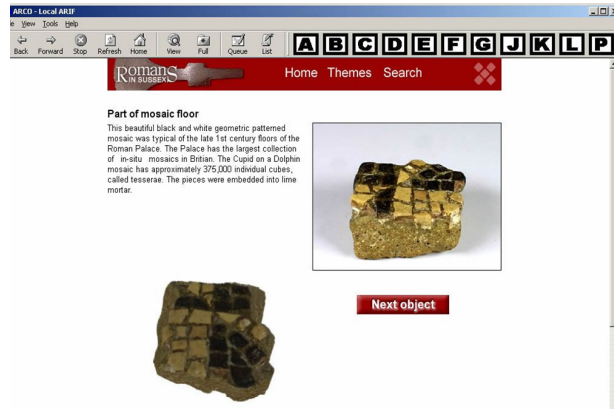 ARCO - Local ARIF
View Tools Help
Back Forward Stop Refresh Home View Full Queue List A B C D E F G J K L P
Romans
IN SUSSEX
Home Themes Search
Part of mosaic floor
This beautiful black and white geometric patterned
mosaic was typical of the late 1st century floors of the
Roman Palace. The Palace has the largest collection
of in-situ mosaics in Britian. The Cupid on a Dolphin
mosaic has approximately 375,000 individual cubes,
called tesserae. The pieces were embedded into lime
mortar.
Next object